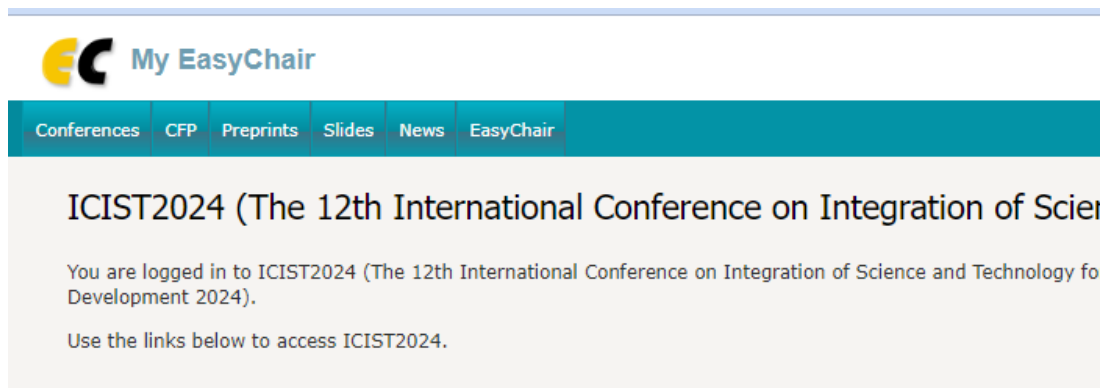 EC My EasyChair
Conferences CFP Preprints Slides News EasyChair
ICIST2024 (The 12th International Conference on Integration of
You are logged in to ICIST2024 (The 12th International Conference on Integration of Science and Technology
Development 2024).
Use the links below to access ICIST2024.